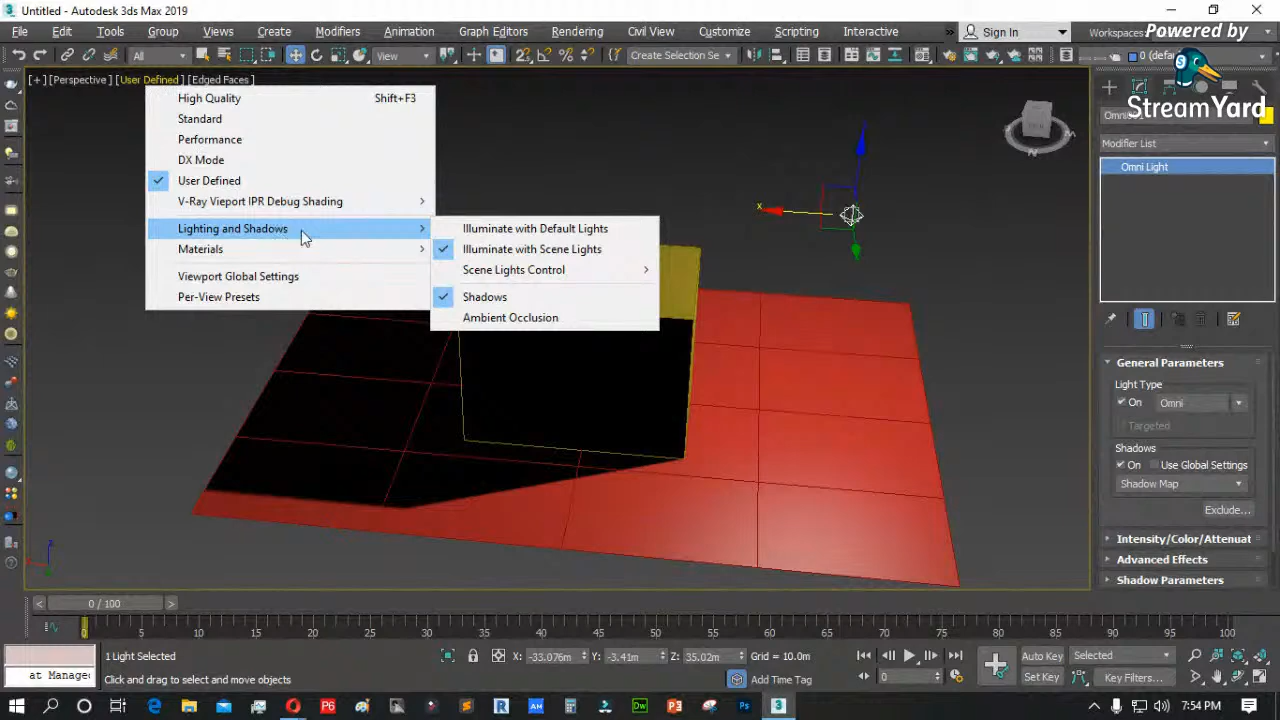 Untitled - Autodesk 3ds Max 2019
File Edit Tools Group Views Create Modifiers Animation Graph Editors Rendering Civil View Customize Scripting Interactive » Sign In Workspaces:
Powered by
StreamYard
All View Create Selection Se 0 (defa
[+] [Perspective] [User Defined] [Edged Faces]
High Quality Shift+F3
Standard
Performance
DX Mode
User Defined
V-Ray Vieport IPR Debug Shading
Lighting and Shadows
Materials
Viewport Global Settings
Per-View Presets
Illuminate with Default Lights
Illuminate with Scene Lights
Scene Lights Control
Shadows
Ambient Occlusion
x
z
Omni001
Modifier List
Omni Light
General Parameters
Light Type
On Omni
Targeted
Shadows
On Use Global Settings
Shadow Map
Exclude...
Intensity/Color/Attenuat
Advanced Effects
Shadow Parameters
< 0 / 100 >
0 5 10 15 20 25 30 35 40 45 50 55 60 65 70 75 80 85 90 95 100
1 Light Selected
X: -33.076m Y: -3.41m Z: 35.02m Grid = 10.0m
Auto Key Selected
at Manage
Click and drag to select and move objects
Add Time Tag
0
Set Key Key Filters...
7:54 PM